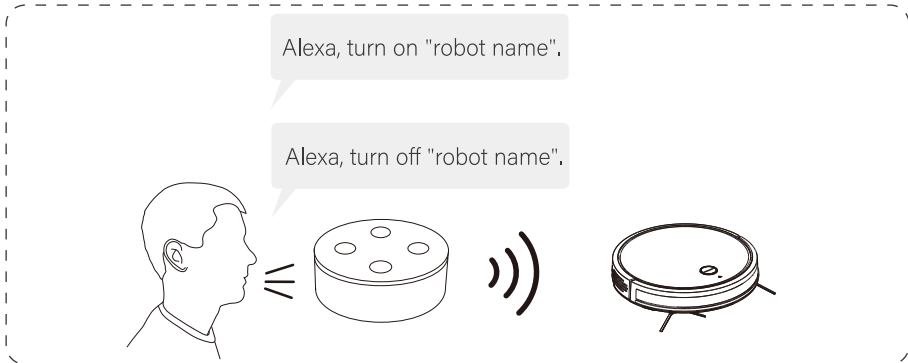 Alexa, turn on "robot name".
Alexa, turn off "robot name".